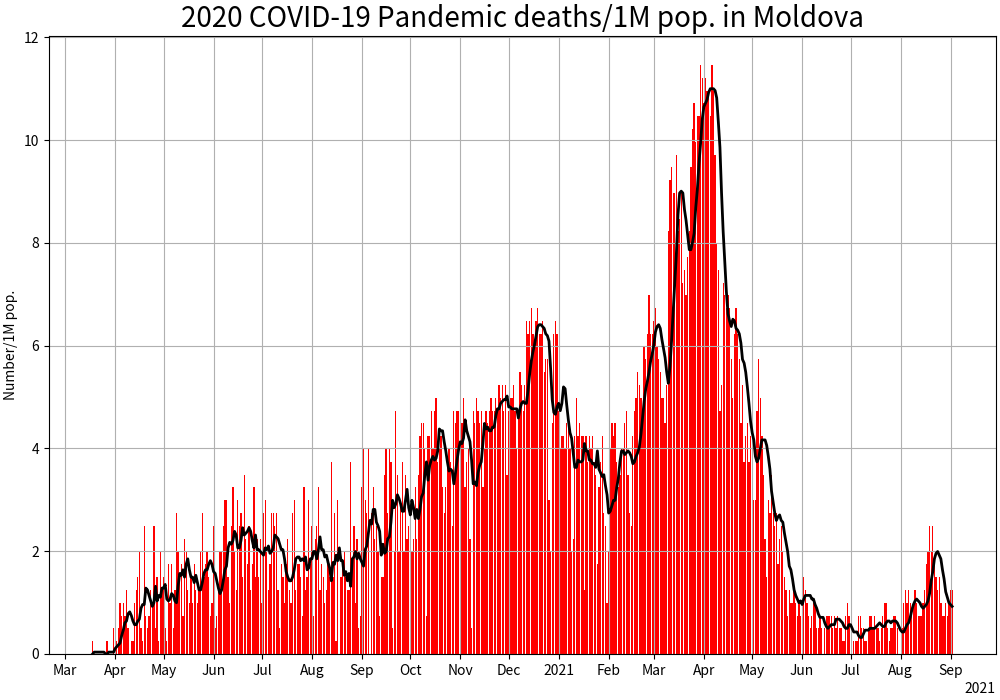 2020 COVID-19 Pandemic deaths/1M pop. in Moldova
Number/1M pop.
12
10
8
6
4
2
0
Mar Apr May Jun Jul Aug Sep Oct Nov Dec 2021 Feb Mar Apr May Jun Jul Aug Sep
2021